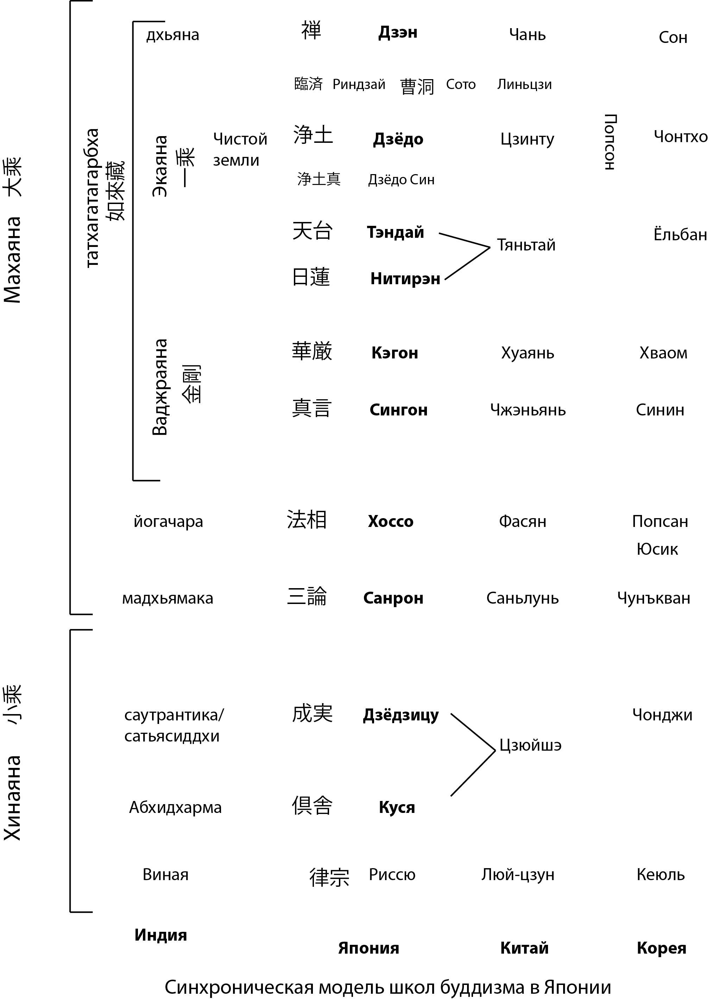 Махаяна 大乘
татхагатагарбха
如來藏
дхьяна 禅 Дзэн Чань Сон
臨済 Риндзай 曹洞 Сото Линьцзи
Экаяна
一乘
Чистой
земли
浄土 Дзёдо Цзинту Попсон Чонтхо
浄土真 Дзёдо Син
天台 Тэндай Тяньтай Ёльбан
日蓮 Нитирэн
Ваджраяна
金剛
華厳 Кэгон Хуаянь Хваом
真言 Сингон Чжэньянь Синин
йогачара 法相 Хоссо Фасян Попсан
Юсик
мадхьямака 三論 Санрон Саньлунь Чунъкван
Хинаяна 小乘
саутрантика/
сатьясиддхи
成実 Дзёдзицу Цзюйшэ Чонджи
Абхидхарма 倶舎 Куся
Виная 律宗 Риссю Люй-цзун Кеюль
Индия Япония Китай Корея
Синхроническая модель школ буддизма в Японии